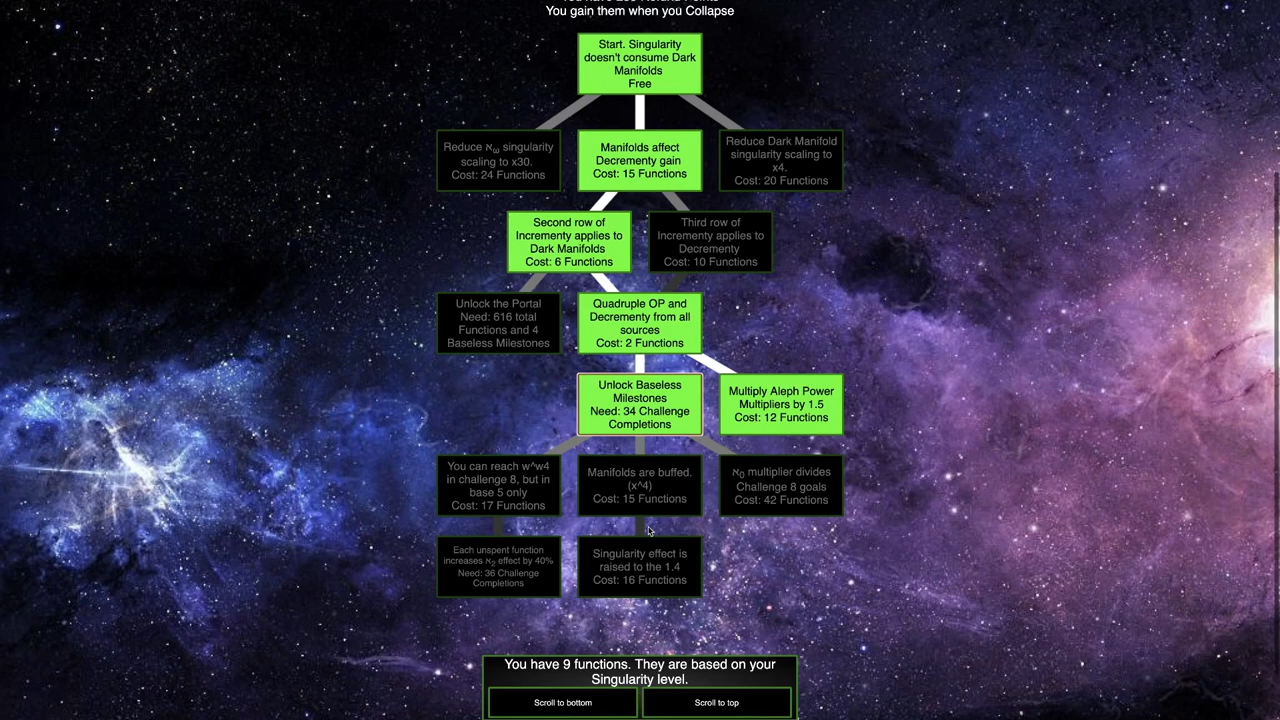 You gain them when you Collapse
Start. Singularity
doesn't consume Dark
Manifolds
Free
Reduce ℵω singularity
scaling to x30.
Cost: 24 Functions
Manifolds affect
Decrementy gain
Cost: 15 Functions
Reduce Dark Manifold
singularity scaling to
x4.
Cost: 20 Functions
Second row of
Incrementy applies to
Dark Manifolds
Cost: 6 Functions
Third row of
Incrementy applies to
Decrementy
Cost: 10 Functions
Unlock the Portal
Need: 616 total
Functions and 4
Baseless Milestones
Quadruple OP and
Decrementy from all
sources
Cost: 2 Functions
Unlock Baseless
Milestones
Need: 34 Challenge
Completions
Multiply Aleph Power
Multipliers by 1.5
Cost: 12 Functions
You can reach w^w4
in challenge 8, but in
base 5 only
Cost: 17 Functions
Manifolds are buffed.
(x^4)
Cost: 15 Functions
ℵ0 multiplier divides
Challenge 8 goals
Cost: 42 Functions
Each unspent function
increases ℵ2 effect by 40%
Need: 36 Challenge
Completions
Singularity effect is
raised to the 1.4
Cost: 16 Functions
You have 9 functions. They are based on your
Singularity level.
Scroll to bottom
Scroll to top